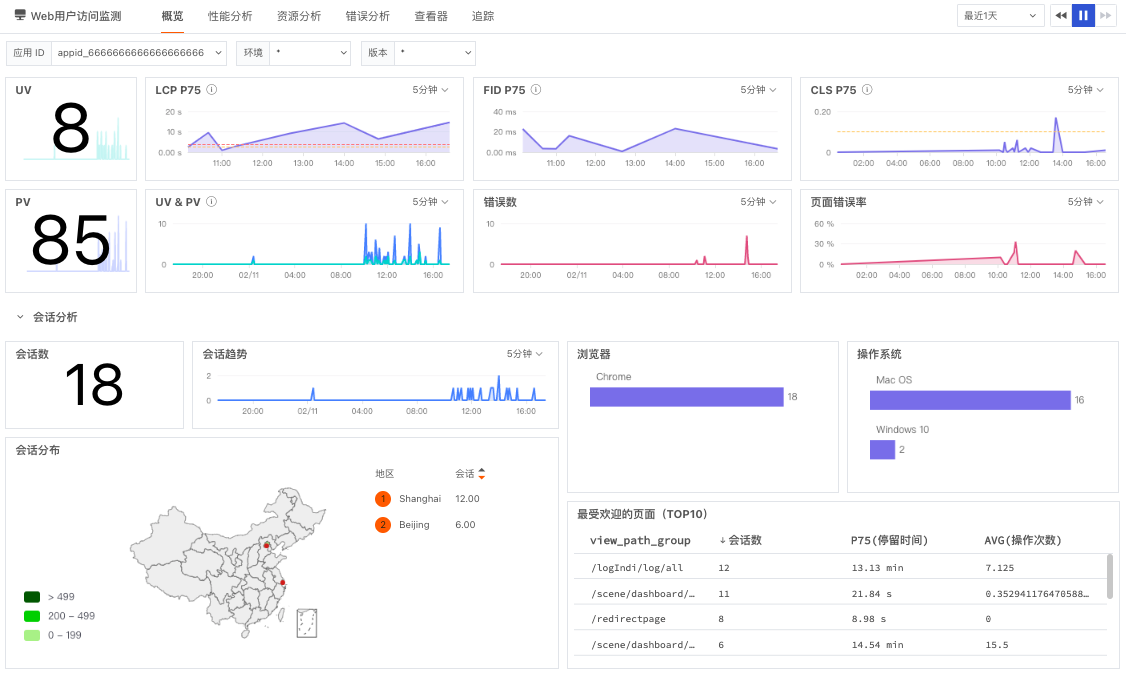 Web用户访问监测 概览 性能分析 资源分析 错误分析 查看器 追踪 最近1天
应用 ID appid_6666666666666666666 环境 * 版本 *
UV
8
LCP P75 5分钟
20 s
10 s
0.00 s
11:00 12:00 13:00 14:00 15:00 16:00
FID P75 5分钟
40 ms
20 ms
0.00 ms
11:00 12:00 13:00 14:00 15:00 16:00
CLS P75 5分钟
0.20
0
02:00 04:00 06:00 08:00 10:00 12:00 14:00 16:00
PV
85
UV & PV 5分钟
10
0
20:00 02/11 04:00 08:00 12:00 16:00
错误数 5分钟
10
0
20:00 02/11 04:00 08:00 12:00 16:00
页面错误率 5分钟
60 %
30 %
0 %
02:00 04:00 06:00 08:00 10:00 12:00 14:00 16:00
会话分析
会话数
18
会话趋势 5分钟
2
0
20:00 02/11 04:00 08:00 12:00 16:00
浏览器
Chrome
18
操作系统
Mac OS
16
Windows 10
2
会话分布
地区 会话
1 Shanghai 12.00
2 Beijing 6.00
> 499
200 – 499
0 – 199
最受欢迎的页面（TOP10）
view_path_group ↓会话数 P75(停留时间) AVG(操作次数)
/logIndi/log/all 12 13.13 min 7.125
/scene/dashboard/… 11 21.84 s 0.352941176470588…
/redirectpage 8 8.98 s 0
/scene/dashboard/… 6 14.54 min 15.5